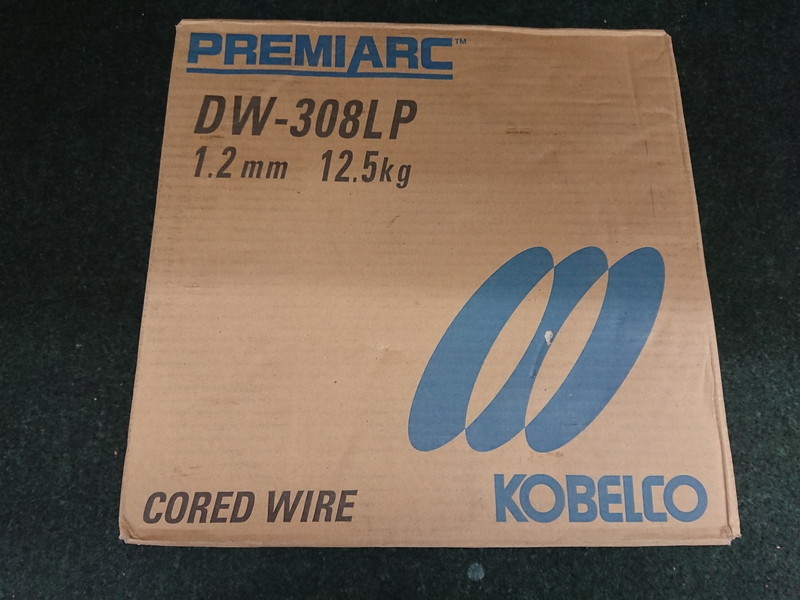 PREMIARC™
DW-308LP
1.2mm 12.5kg
CORED WIRE
KOBELCO